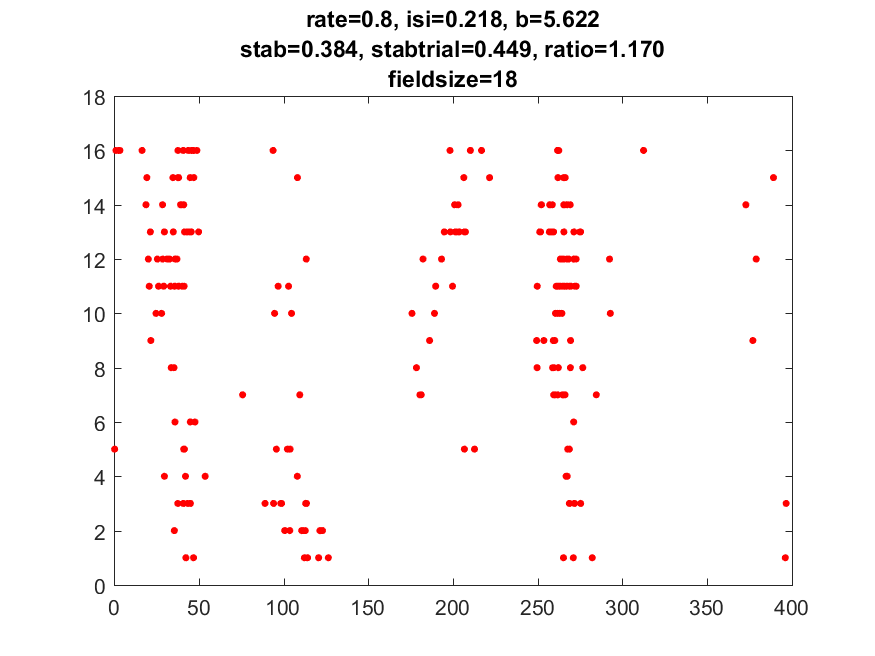 rate=0.8, isi=0.218, b=5.622
stab=0.384, stabtrial=0.449, ratio=1.170
fieldsize=18
18
16
14
12
10
8
6
4
2
0
0 50 100 150 200 250 300 350 400